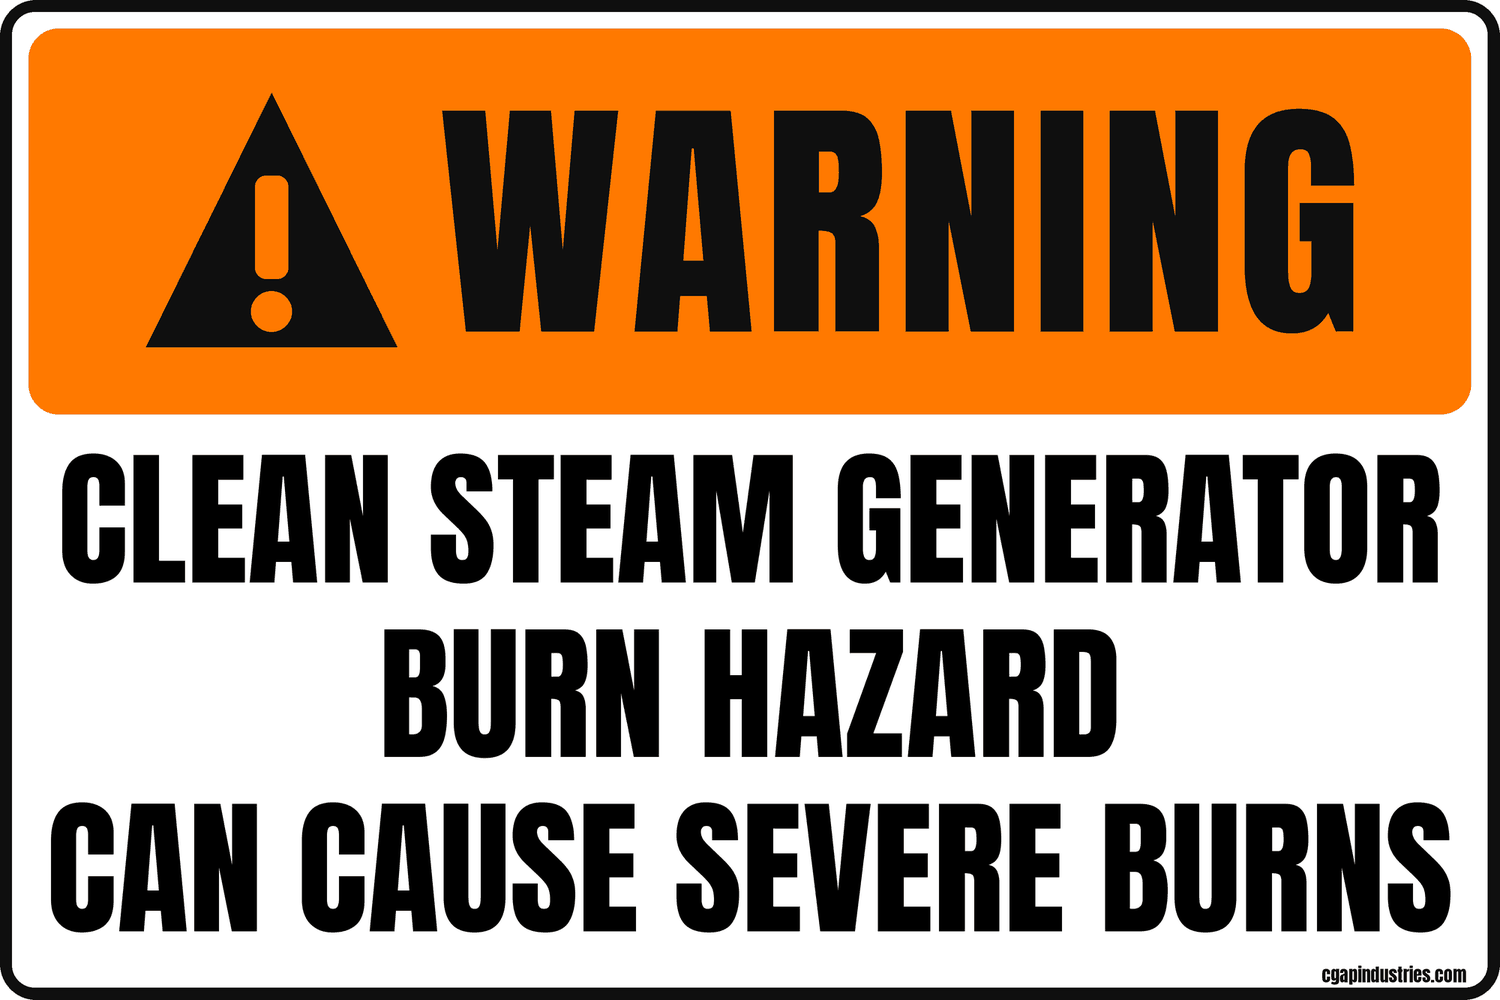 WARNING
CLEAN STEAM GENERATOR
BURN HAZARD
CAN CAUSE SEVERE BURNS
cgapindustries.com